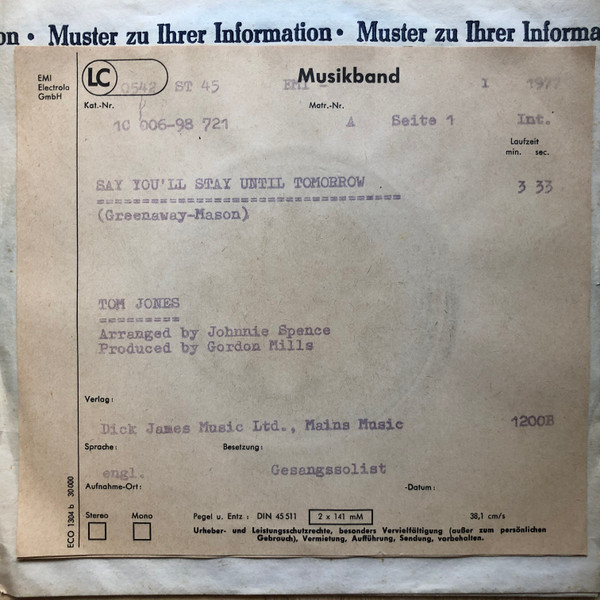 on • Muster zu Ihrer Information • Muster zu Ihrer Informa
EMI
Electrola
GmbH
LC
0542 ST 45 EMI - 1 197
Musikband
Kat.-Nr. Matr.-Nr.
1C 006-98 721 A Seite 1 Int.
Laufzeit
min. sec.
SAY YOU'LL STAY UNTIL TOMORROW 3 33
(Greenaway-Mason)
TOM JONES
Arranged by Johnnie Spence
Produced by Gordon Mills
Verlag:
Dick James Music Ltd., Mains Music 1200B
Sprache: Besetzung:
engl. Gesangssolist
Aufnahme-Ort: -Datum:
Stereo Mono
Pegel u. Entz: DIN 45511 2 x 141 mM 38,1 cm/s
Urheber- und Leistungsschutzrechte, besonders Vervielfältigung (außer zum persönlichen
Gebrauch), Vermietung, Aufführung, Sendung, vorbehalten.
ECO 1304 b 30 000